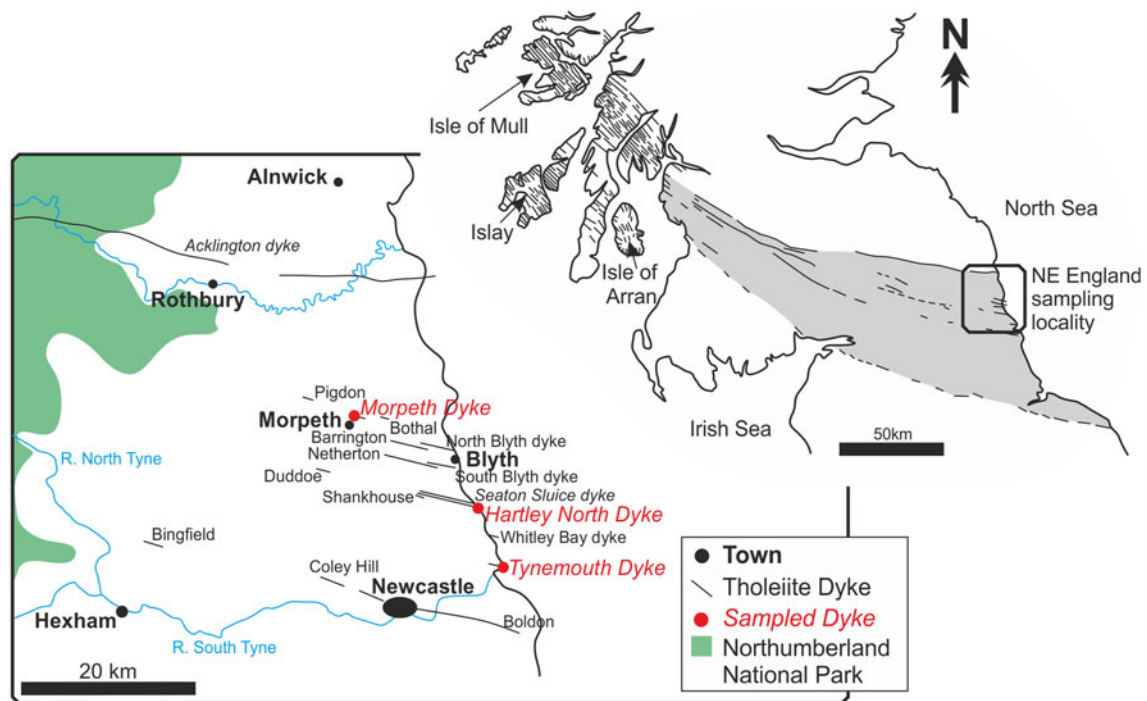 N
Isle of Mull
Islay
Isle of
Arran
North Sea
NE England
sampling
locality
Irish Sea
50km
Alnwick
Acklington dyke
Rothbury
Pigdon
Morpeth Dyke
Morpeth
Bothal
Barrington
North Blyth dyke
Netherton
Blyth
R. North Tyne
Duddoe
South Blyth dyke
Shankhouse
Seaton Sluice dyke
Hartley North Dyke
Bingfield
Whitley Bay dyke
Coley Hill
Tynemouth Dyke
Newcastle
Hexham
Boldon
R. South Tyne
20 km
Town
Tholeiite Dyke
Sampled Dyke
Northumberland
National Park